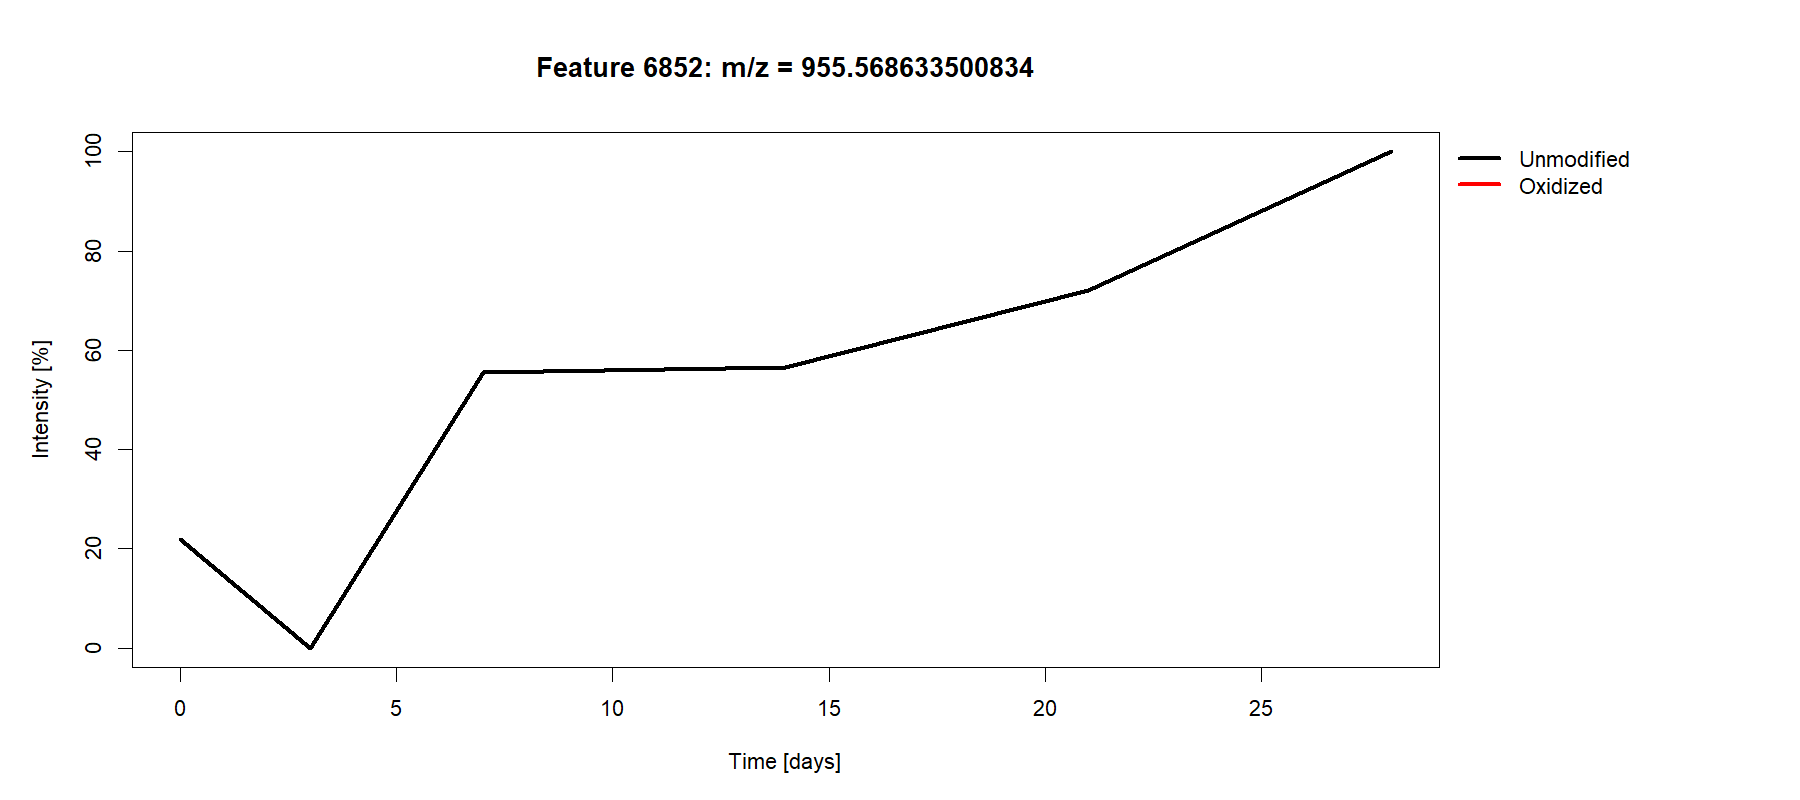 Feature 6852: m/z = 955.568633500834
Unmodified
Oxidized
Intensity [%]
100
80
60
40
20
0
0 5 10 15 20 25
Time [days]